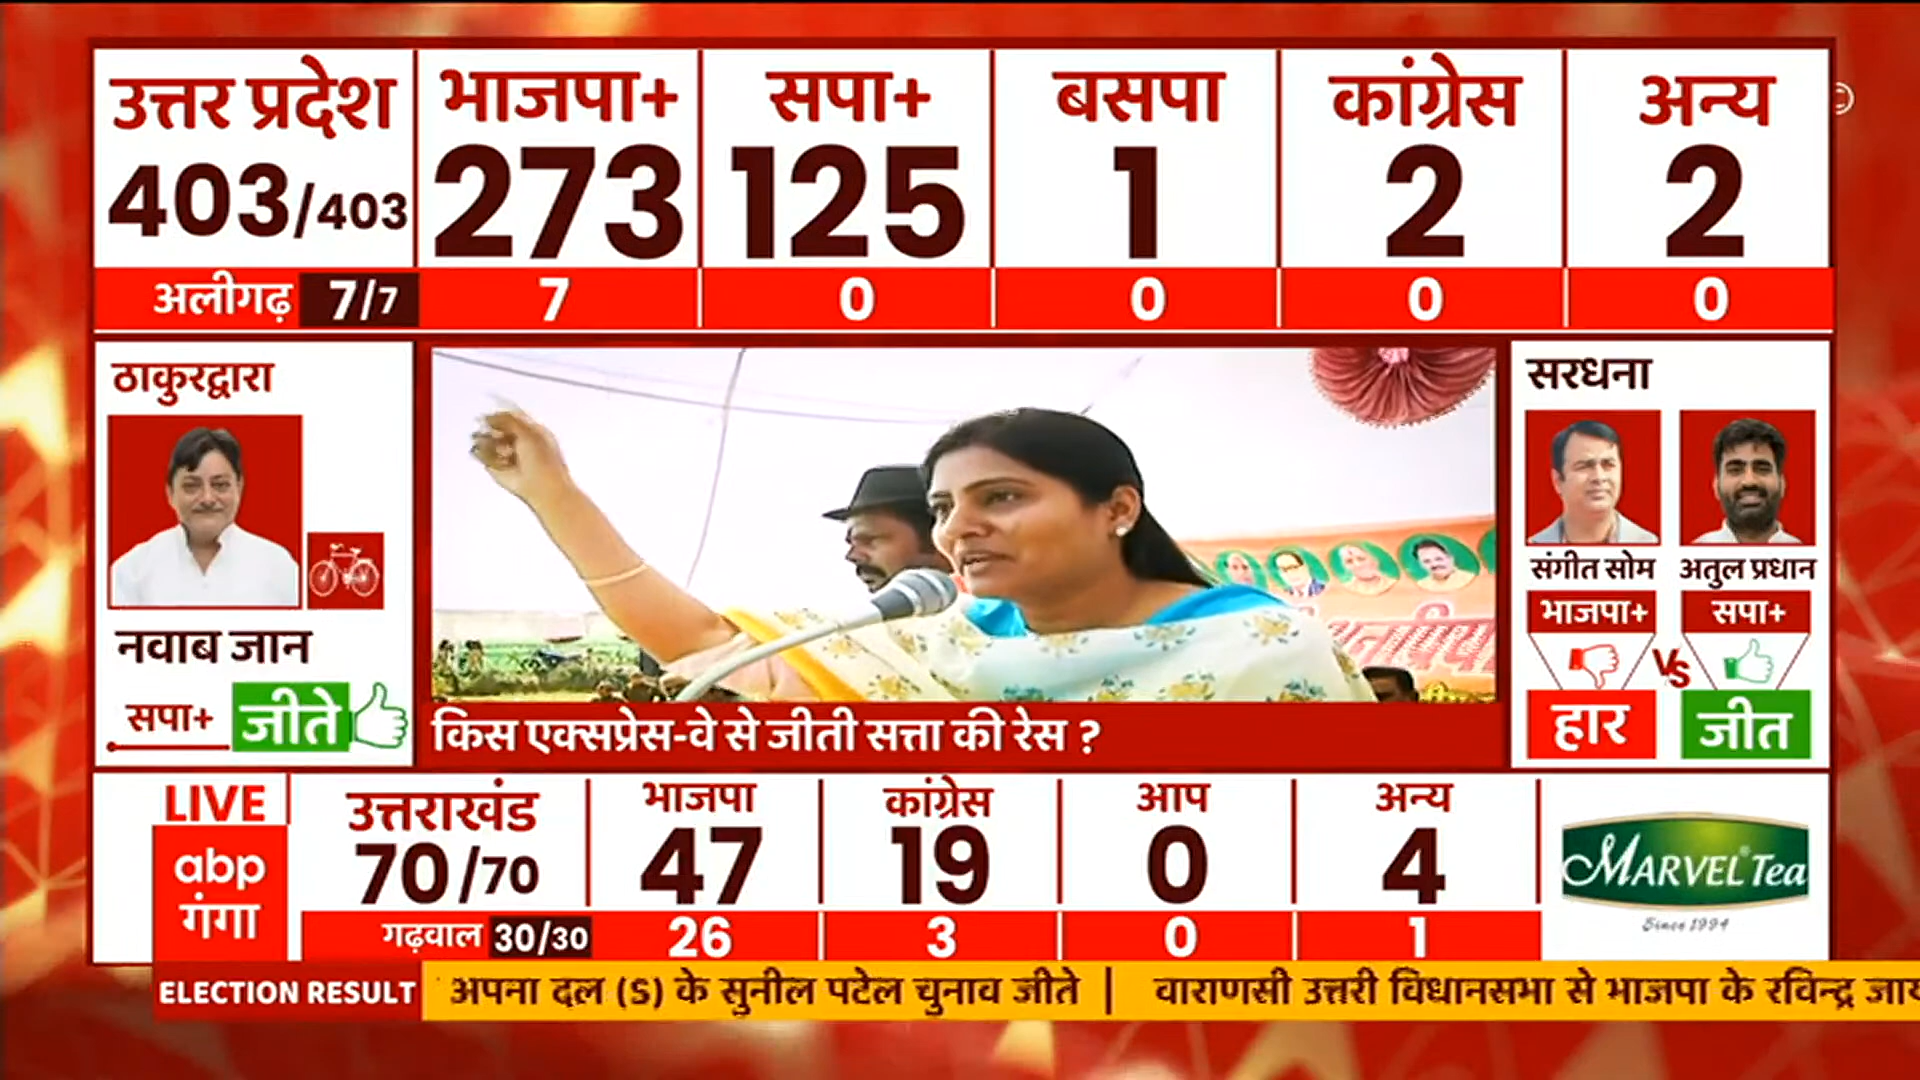 उत्तर प्रदेश
403/403
भाजपा+
273
सपा+
125
बसपा
1
कांग्रेस
2
अन्य
2
अलीगढ़ 7/7
7
0
0
0
0
ठाकुरद्वारा
नवाब जान
सपा+ जीते
किस एक्सप्रेस-वे से जीती सत्ता की रेस ?
सरधना
संगीत सोम
अतुल प्रधान
भाजपा+
सपा+
VS
हार
जीत
LIVE
abp
गंगा
उत्तराखंड
70/70
भाजपा
47
कांग्रेस
19
आप
0
अन्य
4
गढ़वाल 30/30
26
3
0
1
MARVEL® Tea
Since 1994
ELECTION RESULT
अपना दल (S) के सुनील पटेल चुनाव जीते | वाराणसी उत्तरी विधानसभा से भाजपा के रविन्द्र